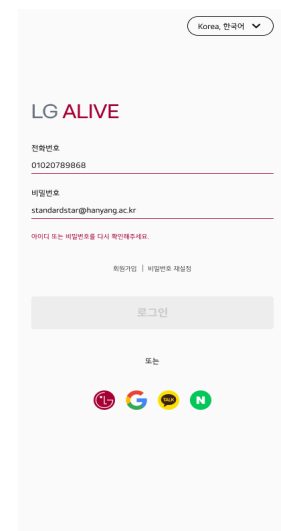 Korea, 한국어
LG ALIVE
전화번호
01020789868
비밀번호
standardstar@hanyang.ac.kr
아이디 또는 비밀번호를 다시 확인해주세요.
회원가입 | 비밀번호 재설정
로그인
또는
LG G TALK N